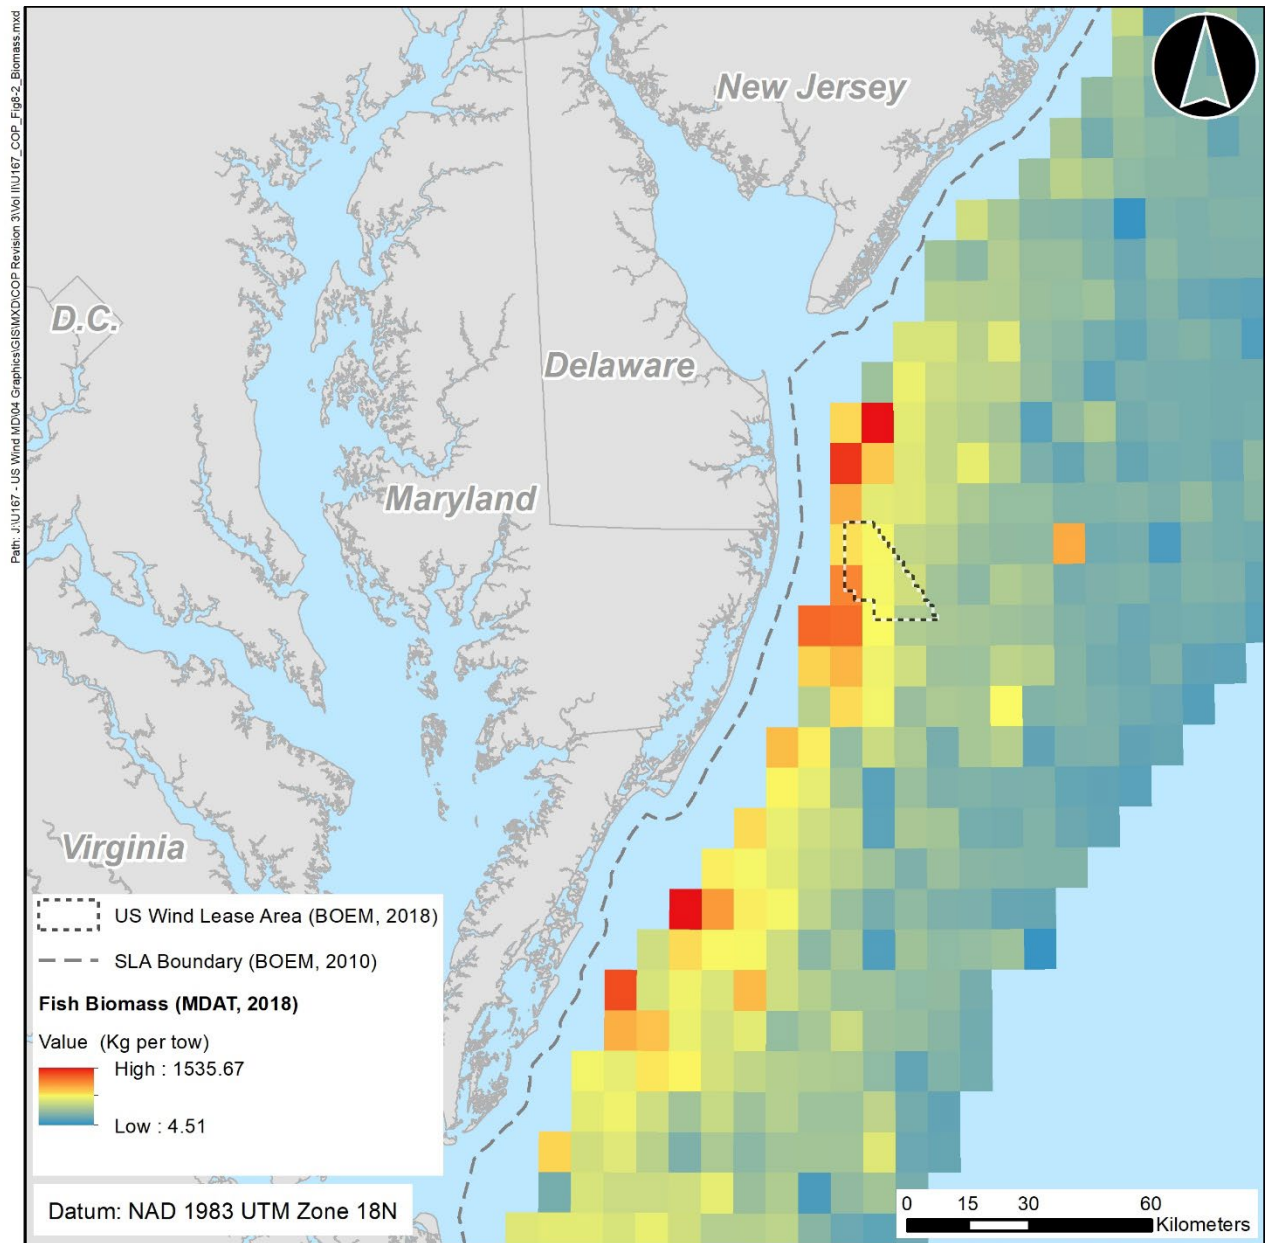 Path: J:\U167 - US Wind MD\04 Graphics\GIS\MXD\COP Revision 3\Vol II\U167_COP_Fig8-2_Biomass.mxd
New Jersey
D.C.
Delaware
Maryland
Virginia
US Wind Lease Area (BOEM, 2018)
SLA Boundary (BOEM, 2010)
Fish Biomass (MDAT, 2018)
Value (Kg per tow)
High : 1535.67
Low : 4.51
Datum: NAD 1983 UTM Zone 18N
0 15 30 60
Kilometers